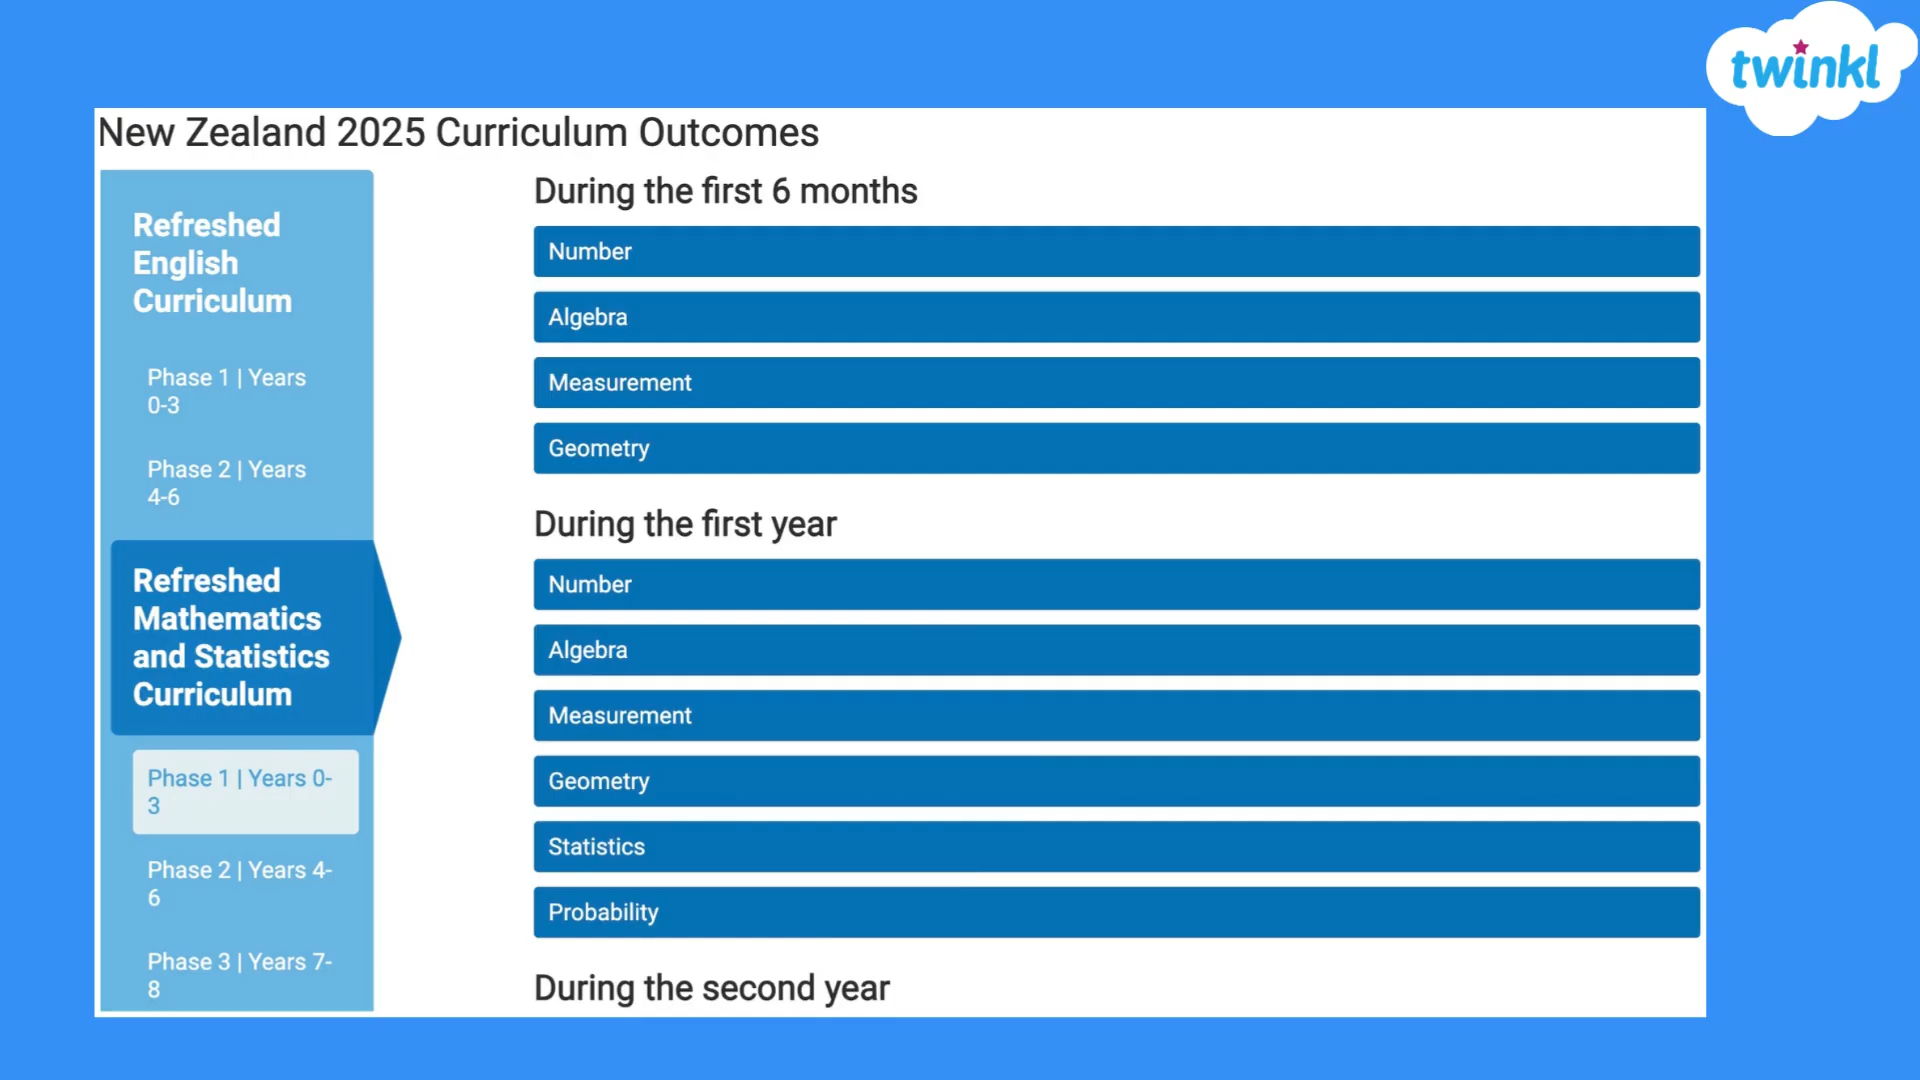 twinkl
New Zealand 2025 Curriculum Outcomes
Refreshed
English
Curriculum
Phase 1 | Years
0-3
Phase 2 | Years
4-6
Refreshed
Mathematics
and Statistics
Curriculum
Phase 1 | Years 0-
3
Phase 2 | Years 4-
6
Phase 3 | Years 7-
8
During the first 6 months
Number
Algebra
Measurement
Geometry
During the first year
Number
Algebra
Measurement
Geometry
Statistics
Probability
During the second year